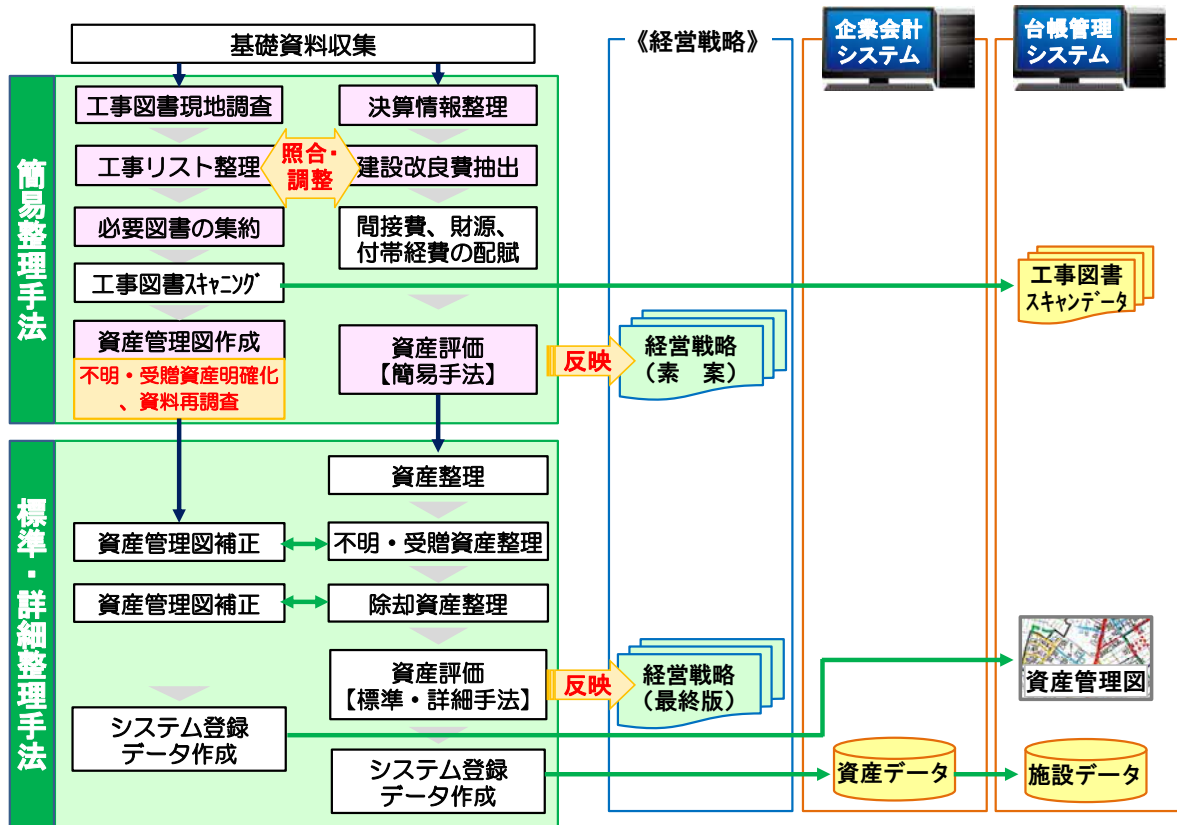 基礎資料収集
《経営戦略》
企業会計
システム
台帳管理
システム
簡易整理手法
工事図書現地調査
決算情報整理
工事リスト整理
照合・
調整
建設改良費抽出
必要図書の集約
間接費、財源、
付帯経費の配賦
工事図書スキャニング
工事図書
スキャンデータ
資産管理図作成
不明・受贈資産明確化
、資料再調査
資産評価
【簡易手法】
反映
経営戦略
（素　案）
標準・詳細整理手法
資産整理
資産管理図補正
不明・受贈資産整理
資産管理図補正
除却資産整理
資産評価
【標準・詳細手法】
反映
経営戦略
（最終版）
資産管理図
システム登録
データ作成
システム登録
データ作成
資産データ
施設データ